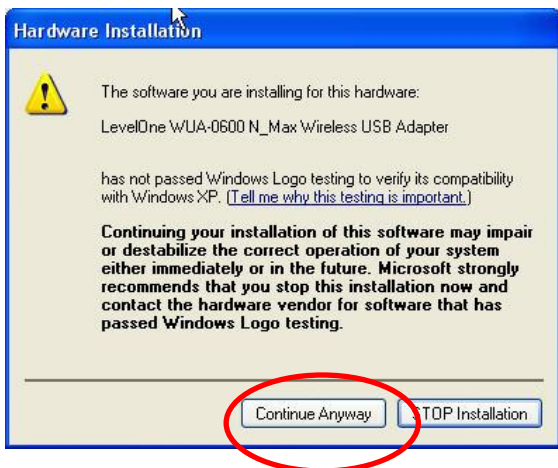 Hardware Installation
The software you are installing for this hardware:
LevelOne WUA-0600 N_Max Wireless USB Adapter
has not passed Windows Logo testing to verify its compatibility
with Windows XP. (Tell me why this testing is important.)
Continuing your installation of this software may impair
or destabilize the correct operation of your system
either immediately or in the future. Microsoft strongly
recommends that you stop this installation now and
contact the hardware vendor for software that has
passed Windows Logo testing.
Continue Anyway STOP Installation